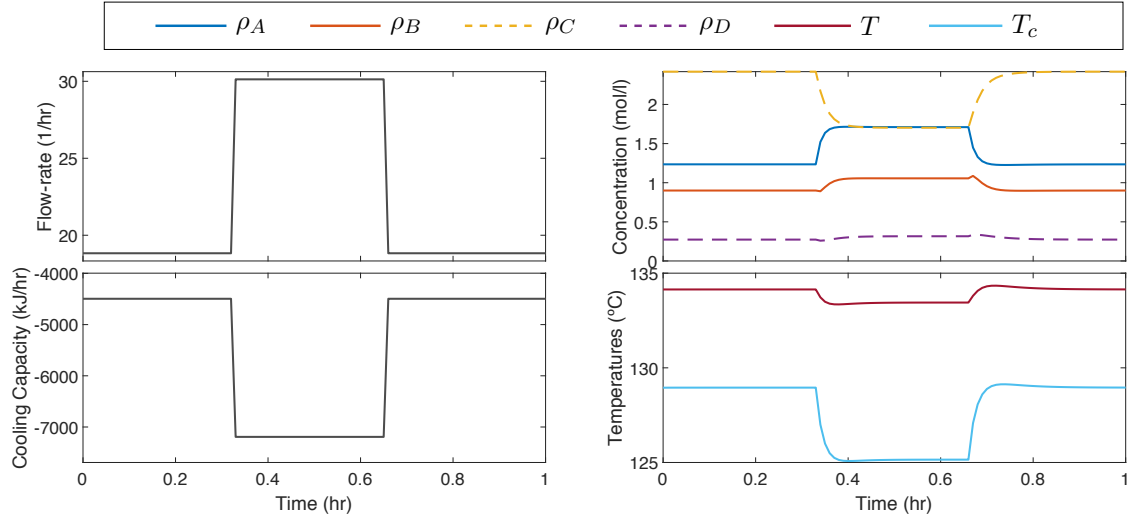 ρ_A ρ_B ρ_C ρ_D T T_c
Flow-rate (1/hr)
30
25
20
Concentration (mol/l)
2
1.5
1
0.5
0
Cooling Capacity (kJ/hr)
-4000
-5000
-6000
-7000
0 0.2 0.4 0.6 0.8 1
Time (hr)
Temperatures (°C)
135
130
125
0 0.2 0.4 0.6 0.8 1
Time (hr)